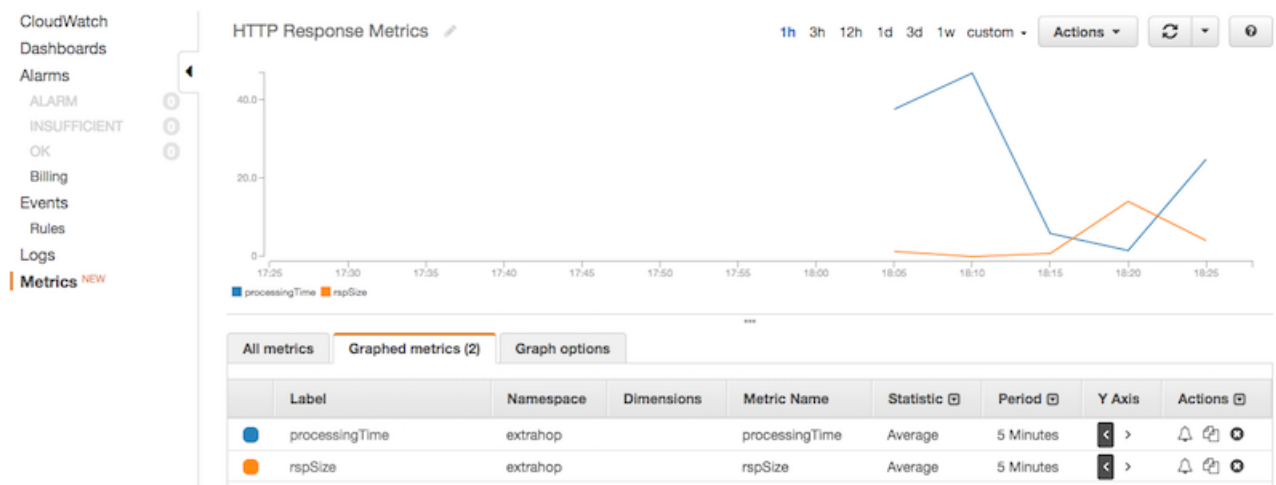 CloudWatch
Dashboards
Alarms
ALARM 0
INSUFFICIENT 0
OK 0
Billing
Events
Rules
Logs
Metrics NEW
HTTP Response Metrics
1h 3h 12h 1d 3d 1w custom Actions
40.0
20.0
0
17:25 17:30 17:35 17:40 17:45 17:50 17:55 18:00 18:05 18:10 18:15 18:20 18:25
processingTime rspSize
All metrics Graphed metrics (2) Graph options
Label Namespace Dimensions Metric Name Statistic Period Y Axis Actions
processingTime extrahop processingTime Average 5 Minutes < >
rspSize extrahop rspSize Average 5 Minutes < >